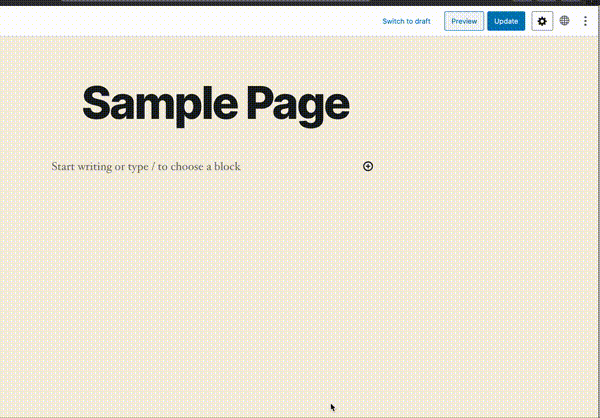 Switch to draft Preview Update
Sample Page
Start writing or type / to choose a block